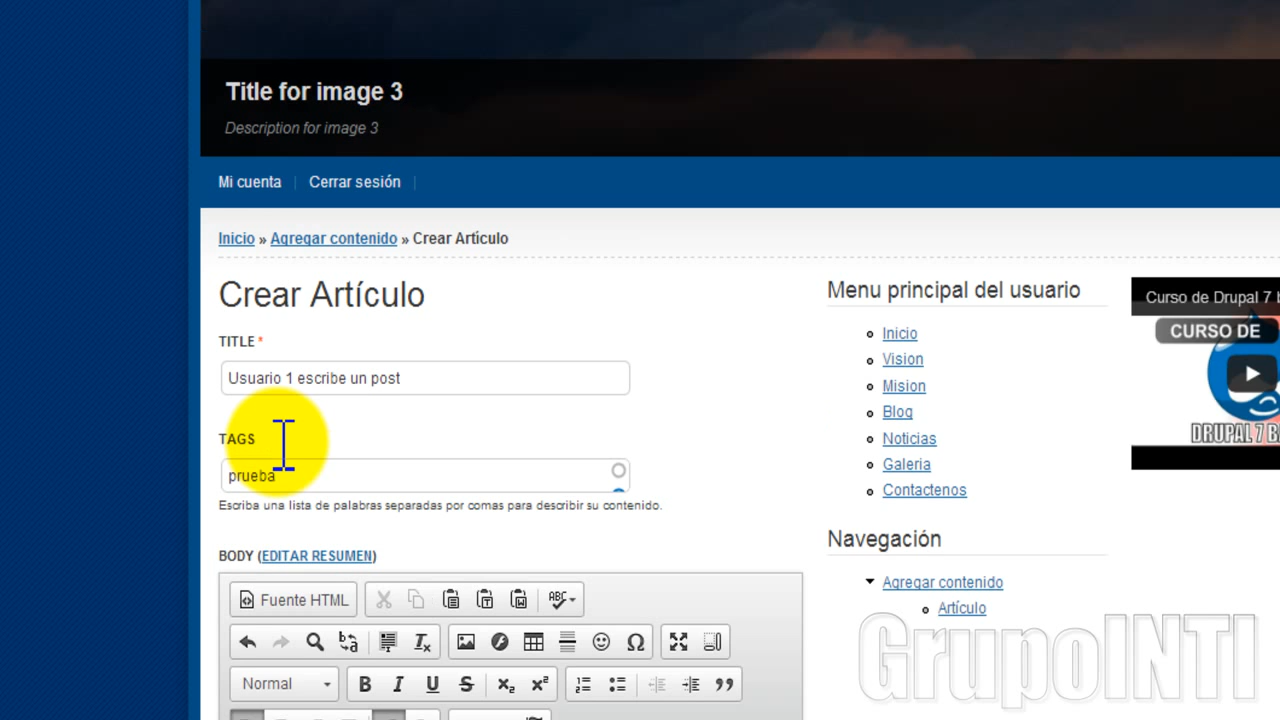 Title for image 3
Description for image 3
Mi cuenta
Cerrar sesión
Inicio » Agregar contenido » Crear Artículo
Crear Artículo
TITLE *
Usuario 1 escribe un post
TAGS
prueba
Escriba una lista de palabras separadas por comas para describir su contenido.
BODY (EDITAR RESUMEN)
Fuente HTML
ABC
Normal
B I U S x₂ x²
Menu principal del usuario
Inicio
Vision
Mision
Blog
Noticias
Galeria
Contactenos
Navegación
Agregar contenido
Artículo
Curso de Drupal 7
CURSO DE
DRUPAL 7
GrupoINTI